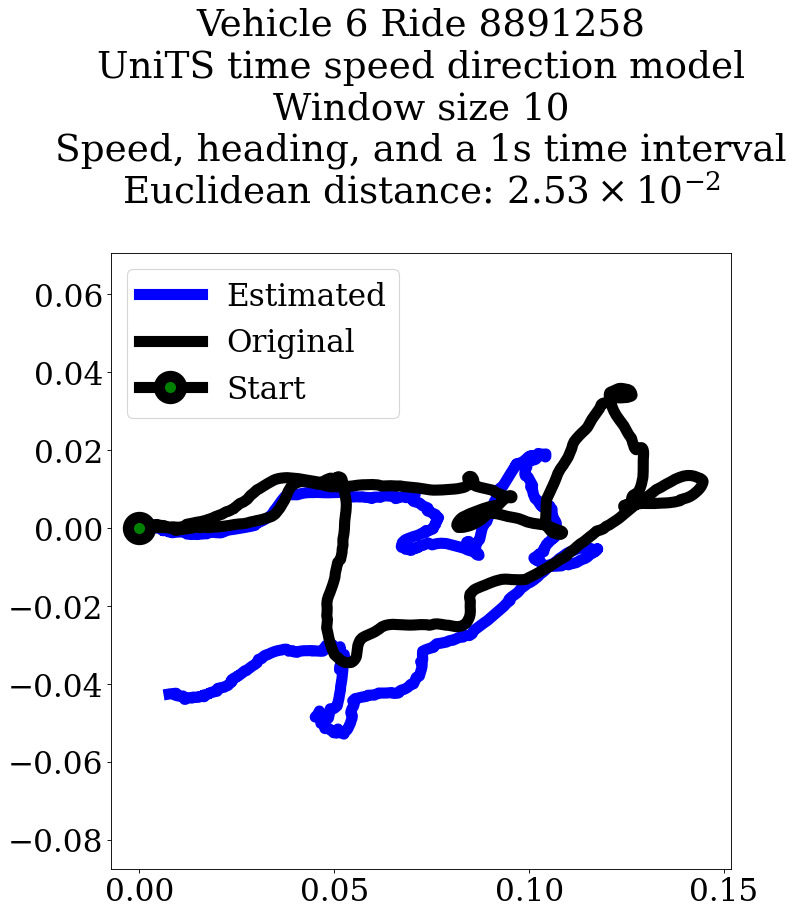 Vehicle 6 Ride 8891258
UniTS time speed direction model
Window size 10
Speed, heading, and a 1s time interval
Euclidean distance: 2.53 × 10⁻²
Estimated
Original
Start
0.06
0.04
0.02
0.00
−0.02
−0.04
−0.06
−0.08
0.00 0.05 0.10 0.15